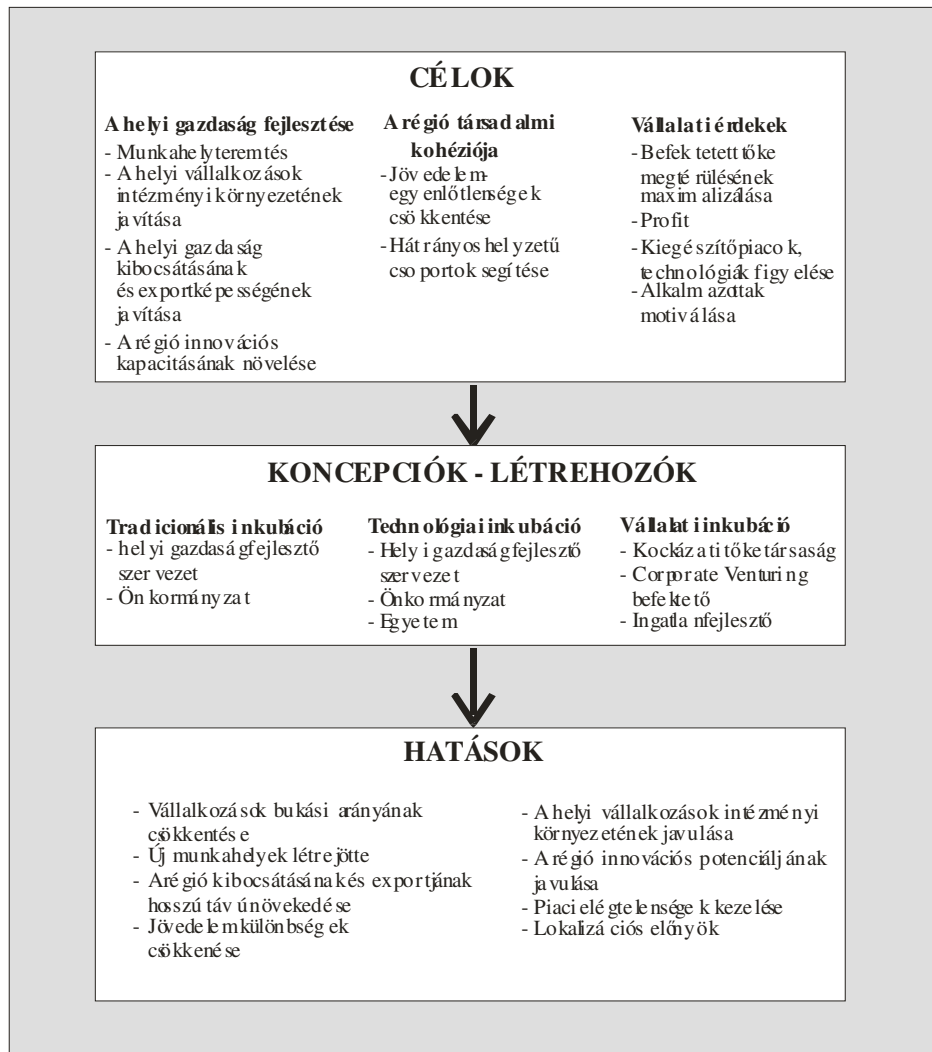 CÉLOK
A helyi gazdaság fejlesztése
- Munkahelyteremtés
- A helyi vállalkozások
intézményi környezetének
javítása
- A helyi gazdaság
kibocsátásának
és exportképességének
javítása
- A régió innovációs
kapacitásának növelése
A régió társadalmi
kohéziója
- Jövedelem-
egyenlőtlenségek
csökkentése
- Hátrányos helyzetű
csoportok segítése
Vállalati érdekek
- Befektetett tőke
megtérülésének
maximalizálása
- Profit
- Kiegészítő piacok,
technológiák figyelése
- Alkalmazottak
motiválása
KONCEPCIÓK - LÉTREHOZÓK
Tradicionális inkubáció
- helyi gazdaságfejlesztő
szervezet
- Önkormányzat
Technológiai inkubáció
- Helyi gazdaságfejlesztő
szervezet
- Önkormányzat
- Egyetem
Vállalati inkubáció
- Kockázati tőketársaság
- Corporate Venturing
befektető
- Ingatlanfejlesztő
HATÁSOK
- Vállalkozások bukási arányának
csökkentése
- Új munkahelyek létrejötte
- A régió kibocsátásának és exportjának
hosszú távú növekedése
- Jövedelemkülönbségek
csökkenése
- A helyi vállalkozások intézményi
környezetének javulása
- A régió innovációs potenciáljának
javulása
- Piaci elégtelenségek kezelése
- Lokalizációs előnyök